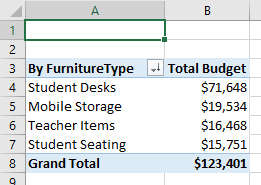 A B
1
2
3 By FurnitureType Total Budget
4 Student Desks $71,648
5 Mobile Storage $19,534
6 Teacher Items $16,468
7 Student Seating $15,751
8 Grand Total $123,401
9